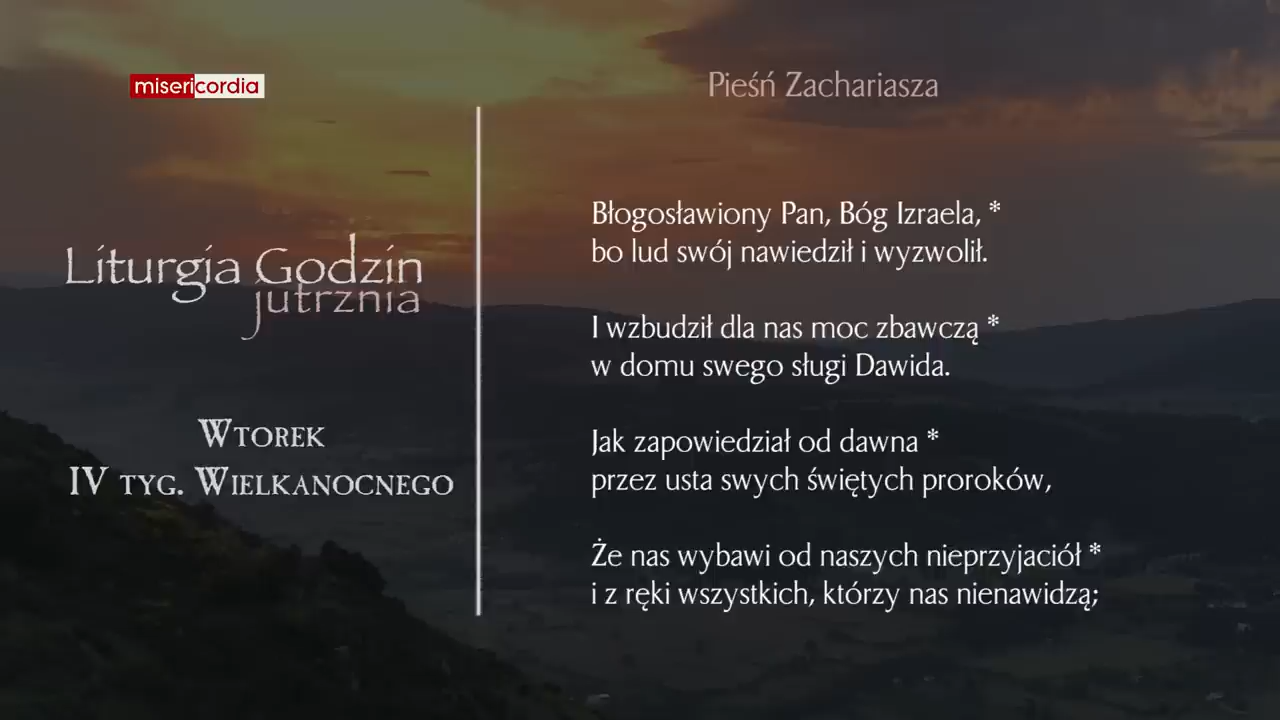 misericordia
Liturgia Godzin
jutrznia
Wtorek
IV tyg. Wielkanocnego
Pieśń Zachariasza
Błogosławiony Pan, Bóg Izraela, *
bo lud swój nawiedził i wyzwolił.
I wzbudził dla nas moc zbawczą *
w domu swego sługi Dawida.
Jak zapowiedział od dawna *
przez usta swych świętych proroków,
Że nas wybawi od naszych nieprzyjaciół *
i z ręki wszystkich, którzy nas nienawidzą;